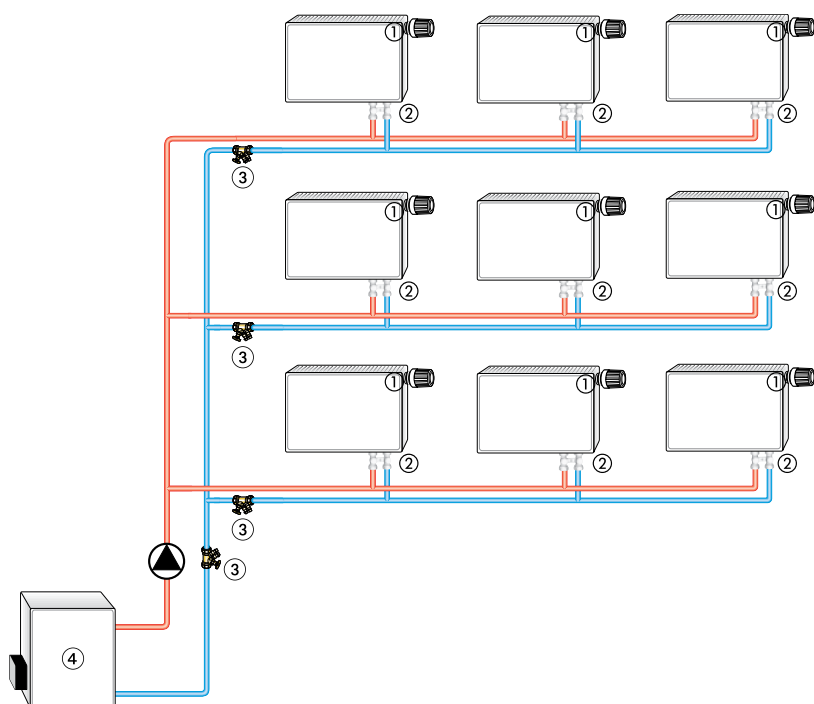 ① ① ①
② ② ②
③
① ① ①
② ② ②
③
① ① ①
② ② ②
③
③
④